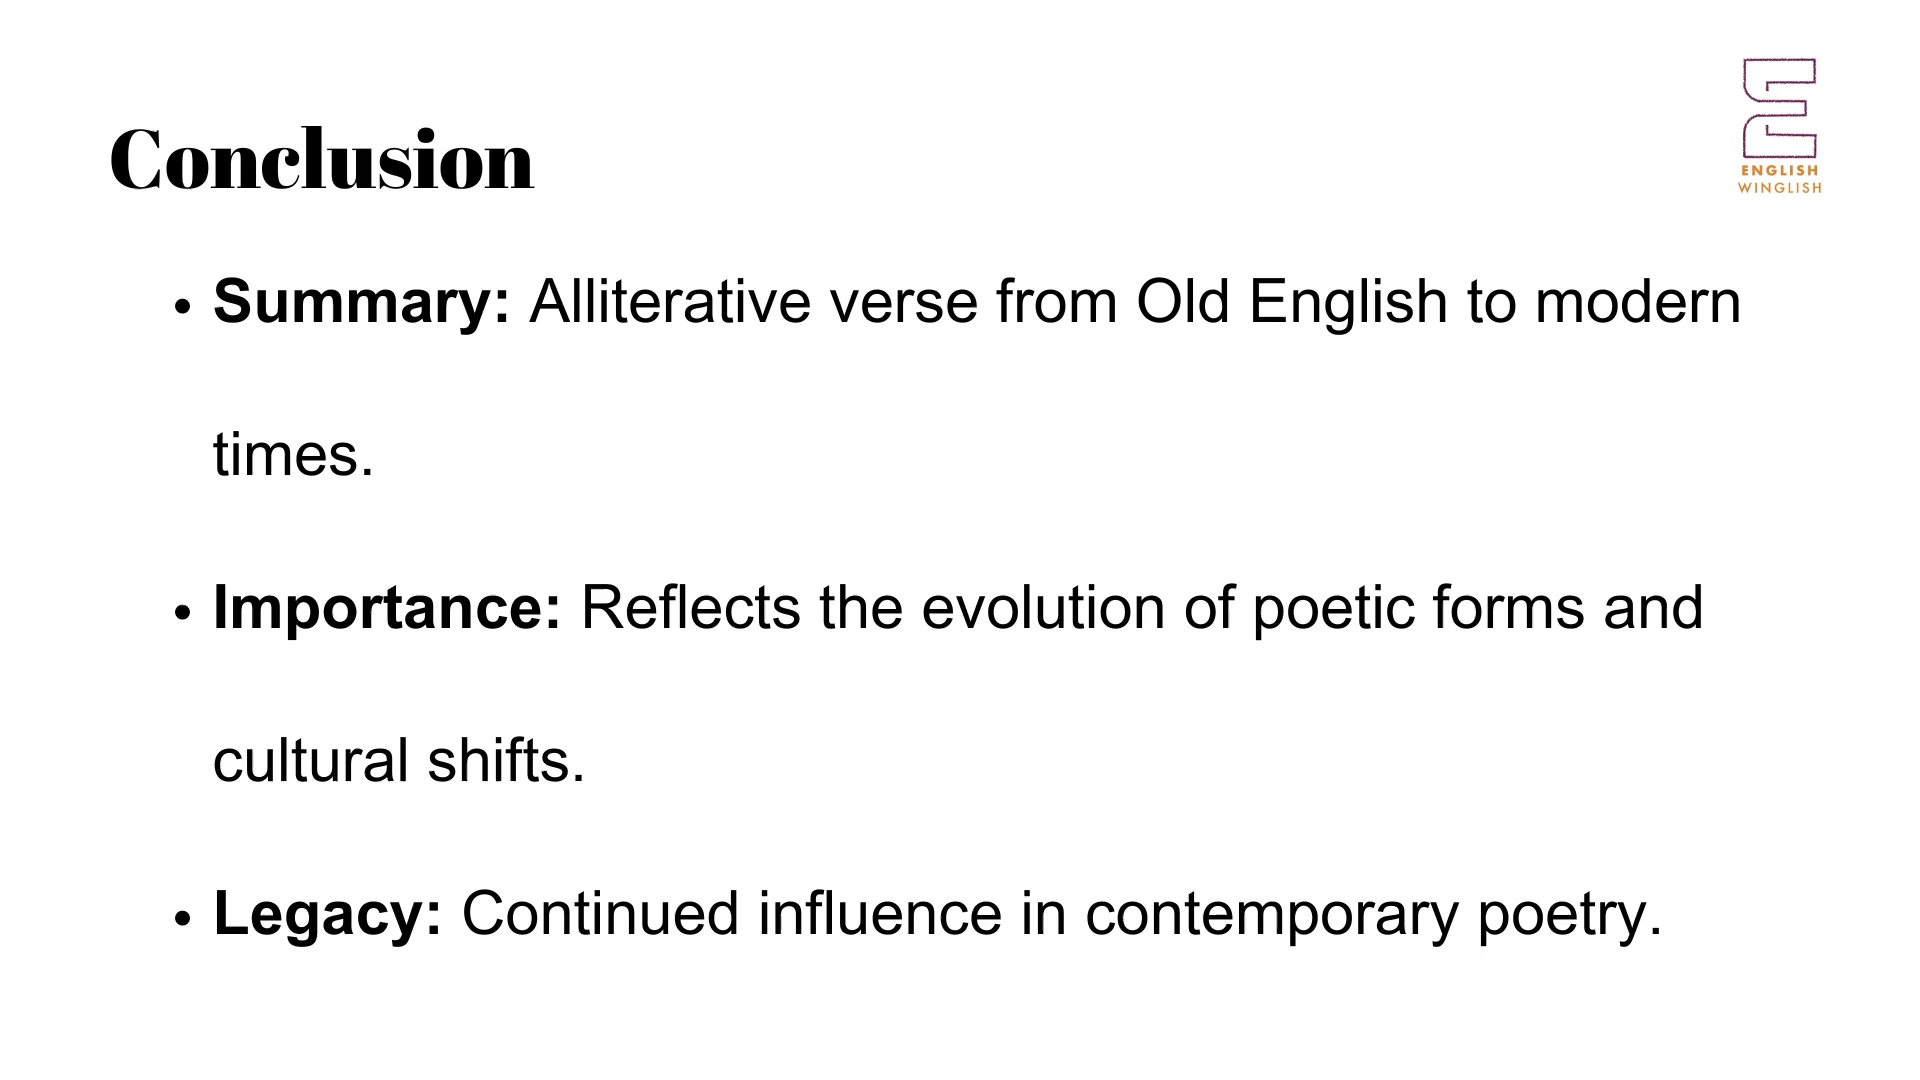 Conclusion
ENGLISH
WINGLISH
• Summary: Alliterative verse from Old English to modern
times.
• Importance: Reflects the evolution of poetic forms and
cultural shifts.
• Legacy: Continued influence in contemporary poetry.